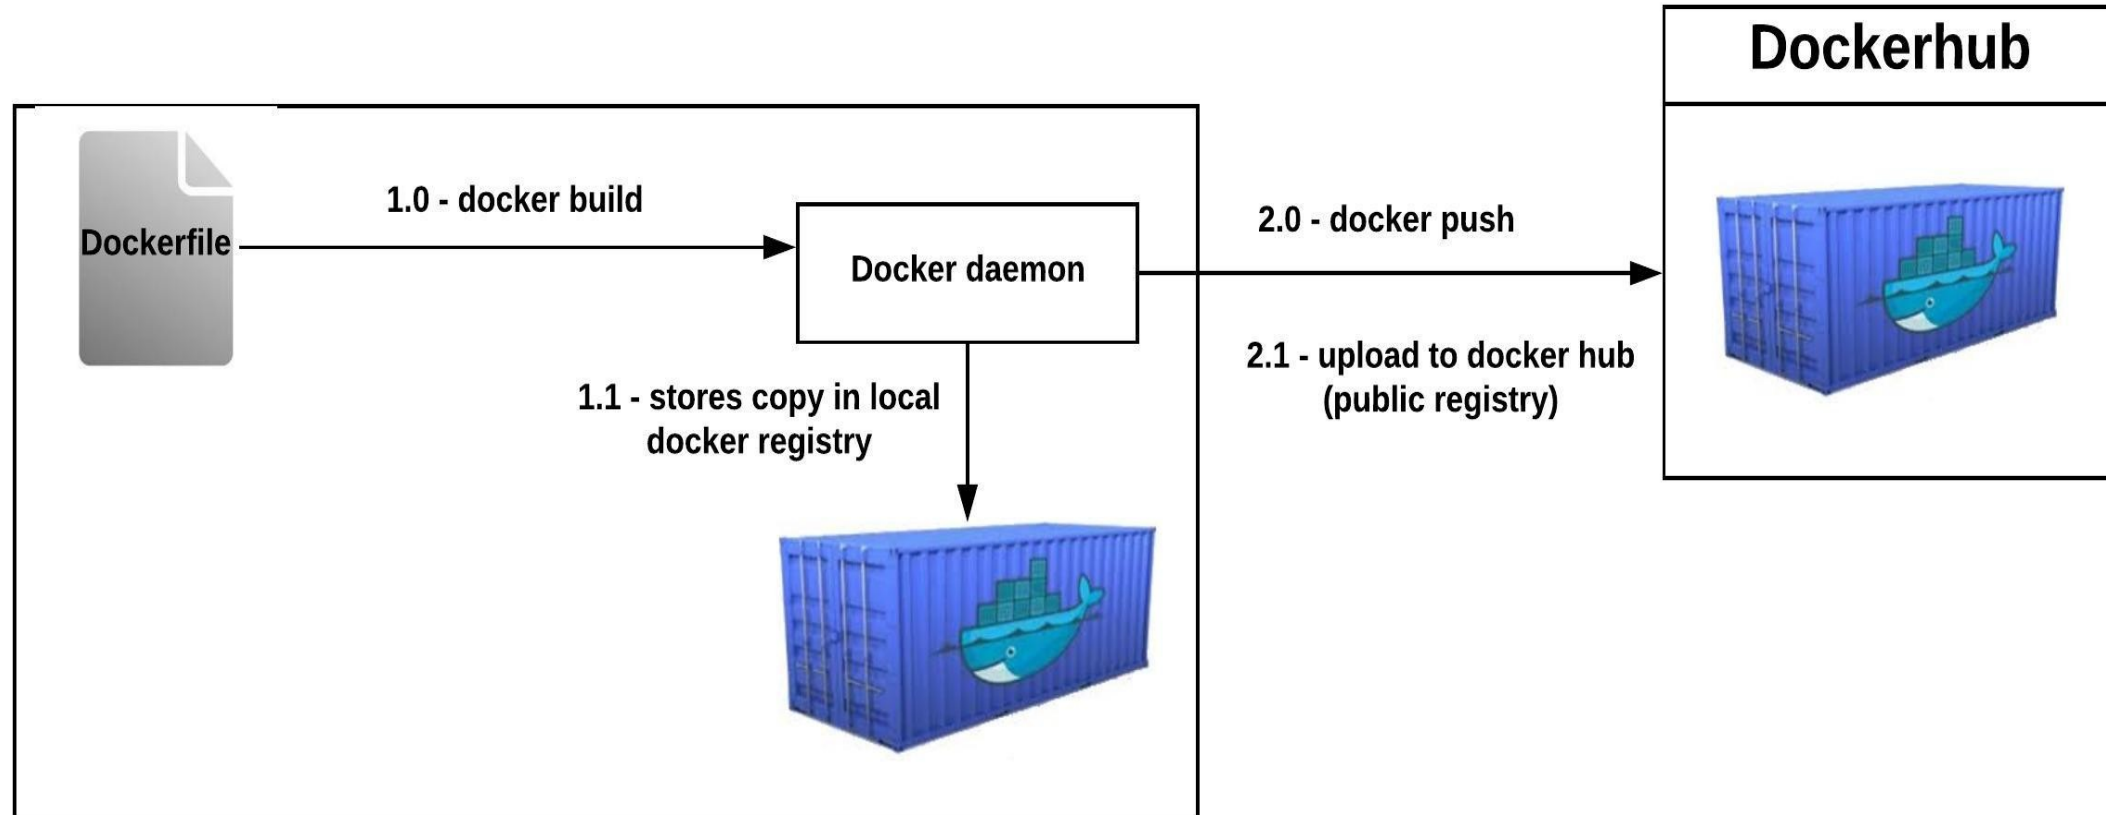 Dockerhub
1.0 - docker build
Dockerfile
Docker daemon
2.0 - docker push
2.1 - upload to docker hub
(public registry)
1.1 - stores copy in local
docker registry